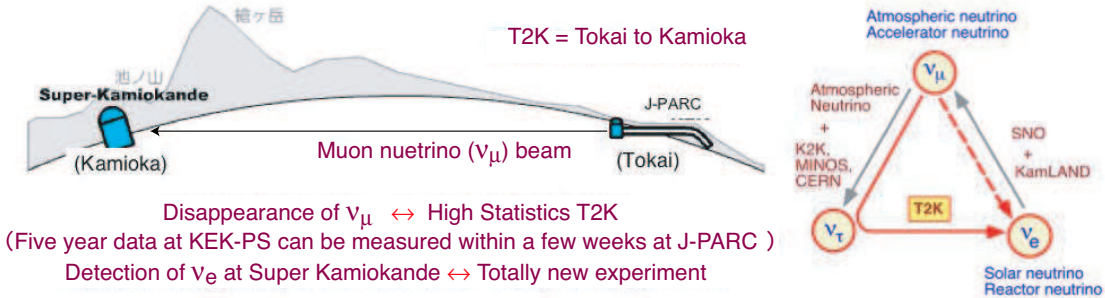 槍ヶ岳
T2K = Tokai to Kamioka
池ノ山
Super-Kamiokande
J-PARC
(Kamioka)
Muon nuetrino (νμ) beam
(Tokai)
Disappearance of νμ ↔ High Statistics T2K
(Five year data at KEK-PS can be measured within a few weeks at J-PARC )
Detection of νe at Super Kamiokande ↔ Totally new experiment
Atmospheric neutrino
Accelerator neutrino
νμ
Atmospheric
Neutrino
+
K2K,
MINOS,
CERN
SNO
+
KamLAND
T2K
ντ
νe
Solar neutrino
Reactor neutrino